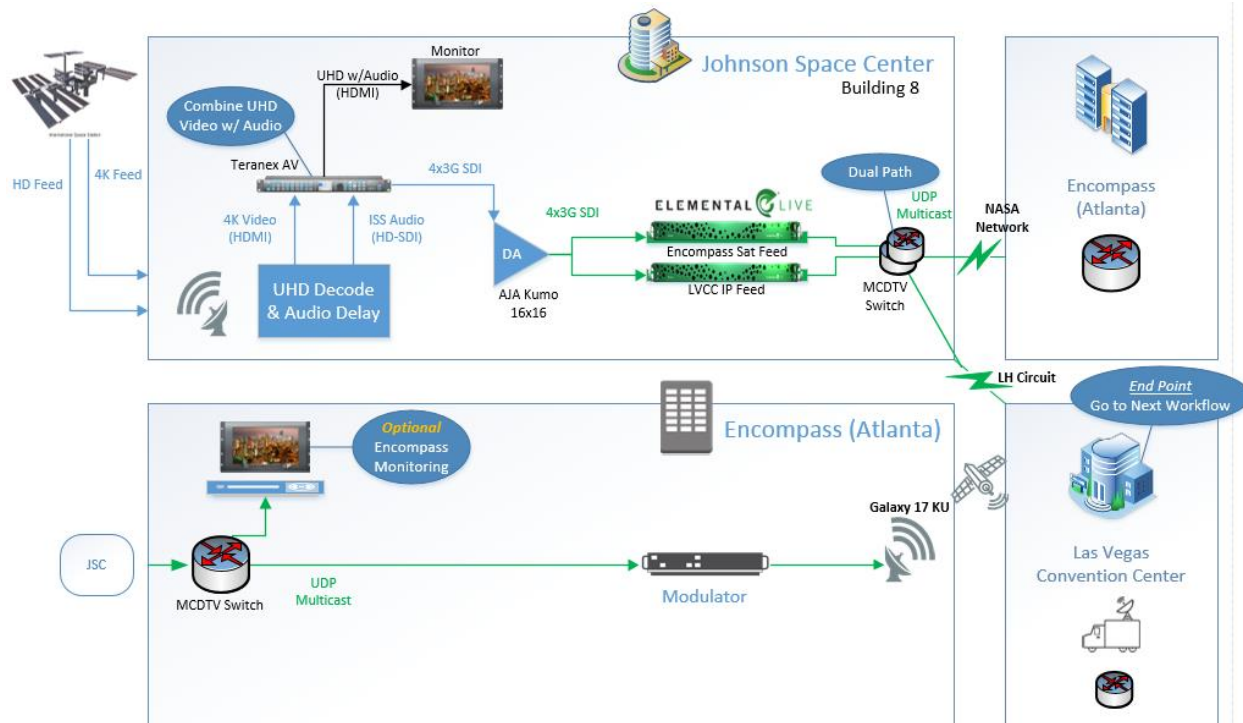 International Space Station
HD Feed
4K Feed
Johnson Space Center
Building 8
Monitor
UHD w/Audio
(HDMI)
Combine UHD
Video w/ Audio
Teranex AV
4K Video
(HDMI)
ISS Audio
(HD-SDI)
UHD Decode
& Audio Delay
4x3G SDI
DA
AJA Kumo
16x16
4x3G SDI
ELEMENTAL LIVE
Encompass Sat Feed
LVCC IP Feed
Dual Path
UDP
Multicast
MCDTV
Switch
NASA
Network
Encompass
(Atlanta)
LH Circuit
Encompass (Atlanta)
Optional
Encompass
Monitoring
JSC
MCDTV Switch
UDP
Multicast
Modulator
Galaxy 17 KU
End Point
Go to Next Workflow
Las Vegas
Convention Center